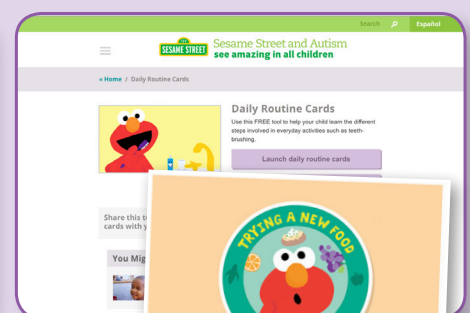 Search
Español
SESAME STREET
Sesame Street and Autism
see amazing in all children
« Home / Daily Routine Cards
Daily Routine Cards
Use this FREE tool to help your child learn the different
steps involved in everyday activities such as teeth-
brushing.
Launch daily routine cards
Share this
cards with
You Mig
TRYING A NEW FOOD